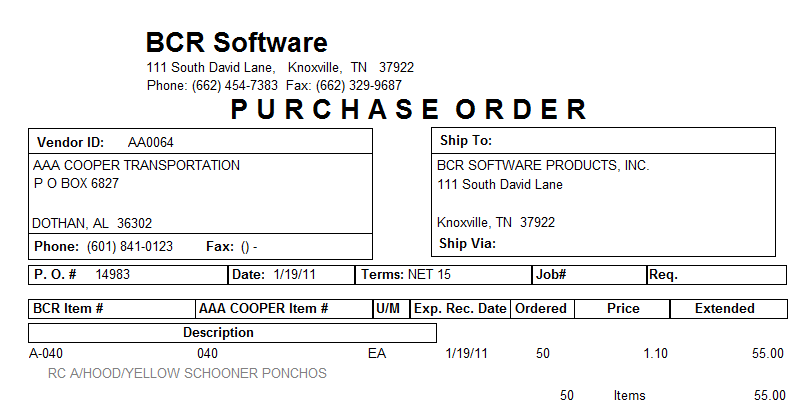 BCR Software
111 South David Lane, Knoxville, TN 37922
Phone: (662) 454-7383 Fax: (662) 329-9687
PURCHASE ORDER
Vendor ID: AA0064
AAA COOPER TRANSPORTATION
P O BOX 6827
DOTHAN, AL 36302
Phone: (601) 841-0123 Fax: () -
Ship To:
BCR SOFTWARE PRODUCTS, INC.
111 South David Lane
Knoxville, TN 37922
Ship Via:
P. O. # 14983 Date: 1/19/11 Terms: NET 15 Job# Req.
BCR Item # AAA COOPER Item # U/M Exp. Rec. Date Ordered Price Extended
Description
A-040 040 EA 1/19/11 50 1.10 55.00
RC A/HOOD/YELLOW SCHOONER PONCHOS
50 Items 55.00